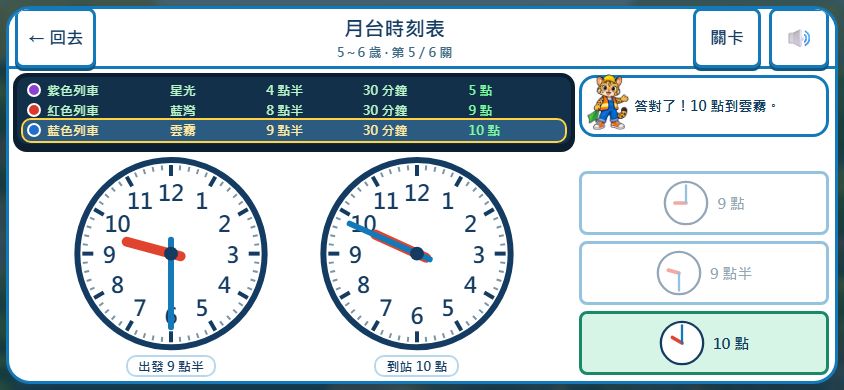 ← 回去
月台時刻表
5~6 歲 · 第 5 / 6 關
關卡
紫色列車 星光 4 點半 30 分鐘 5 點
紅色列車 藍灣 8 點半 30 分鐘 9 點
藍色列車 雲霧 9 點半 30 分鐘 10 點
答對了！10 點到雲霧。
12 1 2 3 4 5 6 7 8 9 10 11
出發 9 點半
12 1 2 3 4 5 6 7 8 9 10 11
到站 10 點
9 點
9 點半
10 點